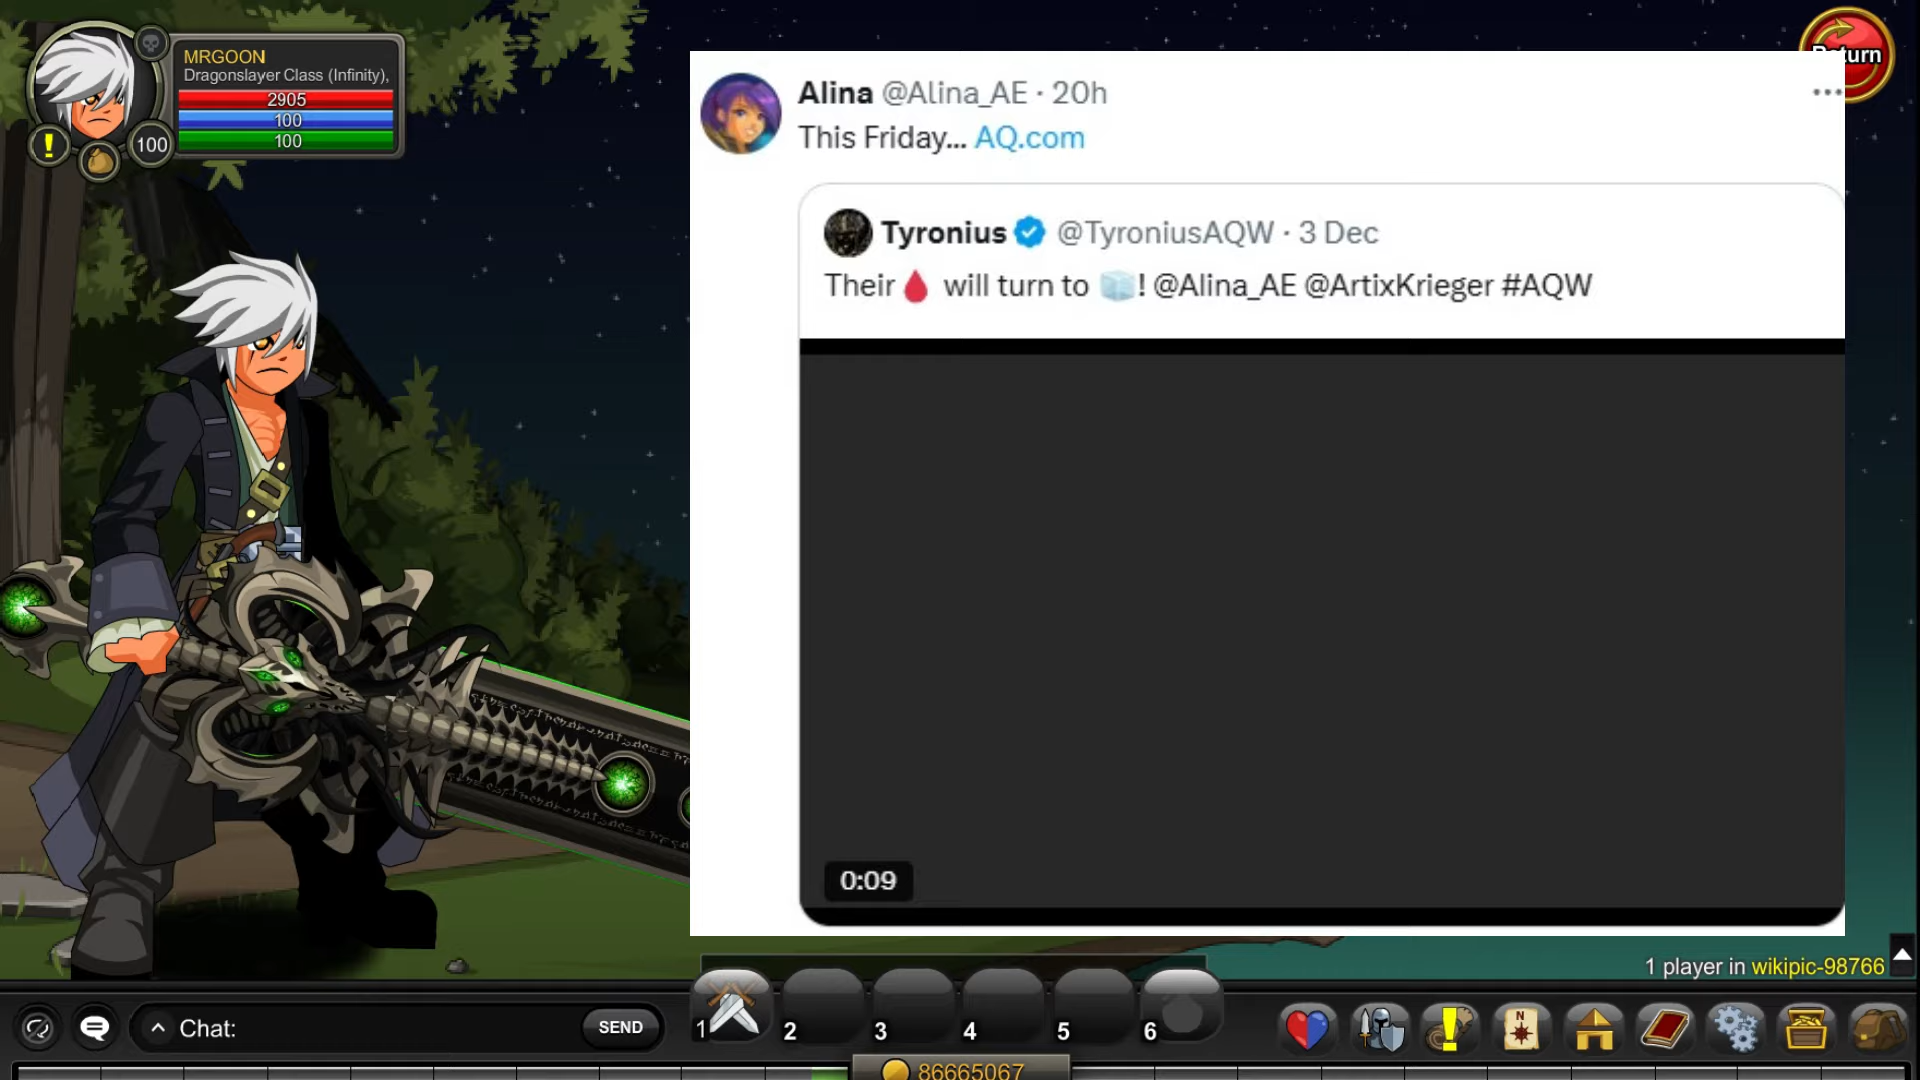 MRGOON
Dragonslayer Class (Infinity),
2905
100
100
100
Alina @Alina_AE · 20h
This Friday... AQ.com
Tyronius @TyroniusAQW · 3 Dec
Their 🩸 will turn to 🧊! @Alina_AE @ArtixKrieger #AQW
0:09
1 player in wikipic-98766
Chat:
SEND
1
2
3
4
5
6
N
86665067